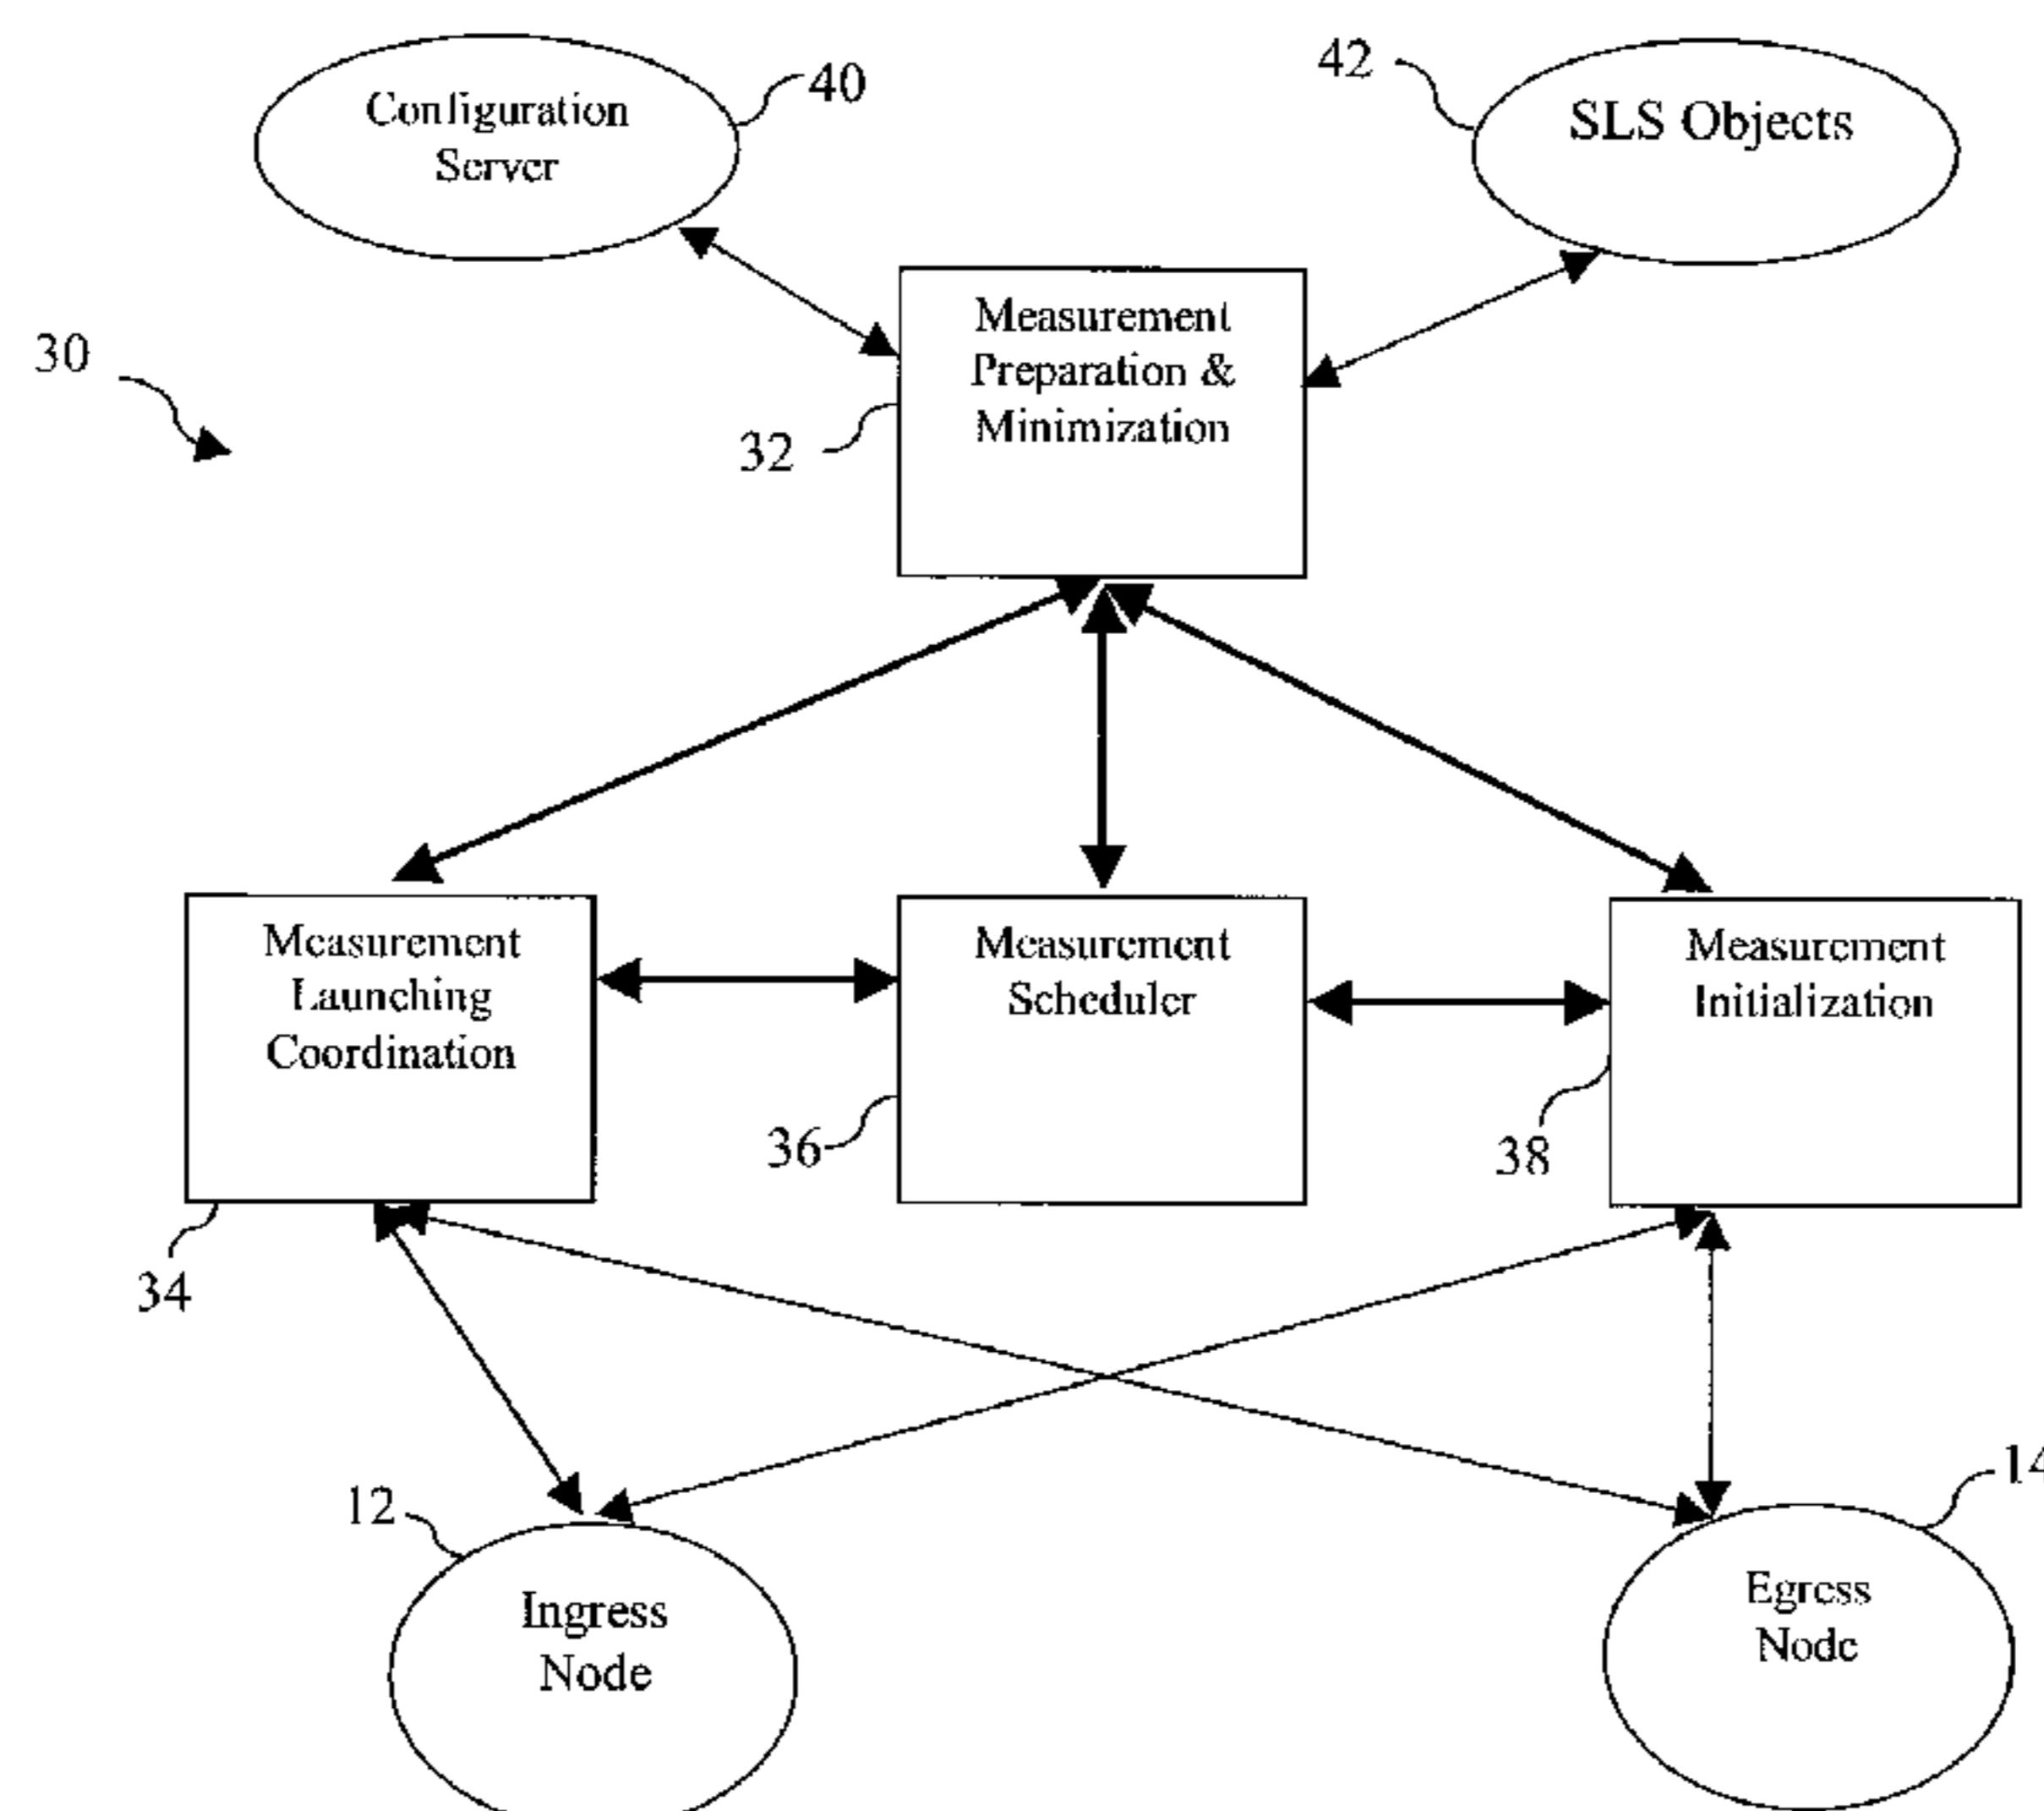 Configuration
Server
40
42
SLS Objects
30
Measurement
Preparation &
Minimization
32
Measurement
Launching
Coordination
Measurement
Scheduler
Measurement
Initialization
36
38
34
12
14
Ingress
Node
Egress
Node